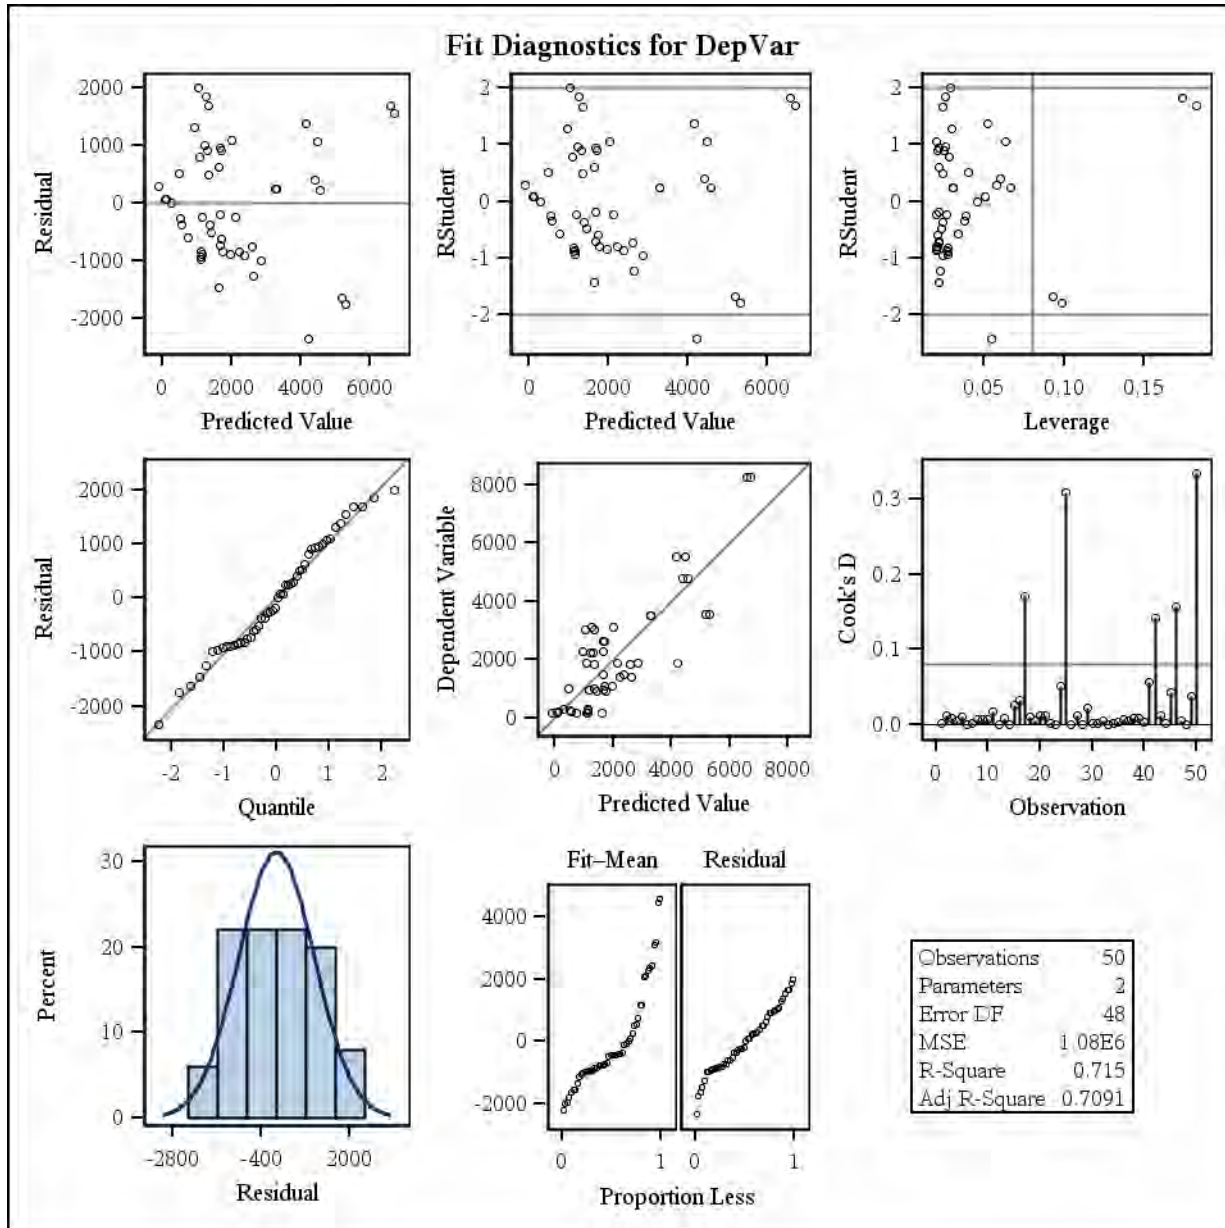 Fit Diagnostics for DepVar
Residual
2000
1000
0
-1000
-2000
0 2000 4000 6000
Predicted Value
RStudent
2
1
0
-1
-2
0 2000 4000 6000
Predicted Value
RStudent
2
1
0
-1
-2
0.05 0.10 0.15
Leverage
Residual
2000
1000
0
-1000
-2000
-2 -1 0 1 2
Quantile
Dependent Variable
8000
6000
4000
2000
0
0 2000 4000 6000 8000
Predicted Value
Cook's D
0.3
0.2
0.1
0.0
0 10 20 30 40 50
Observation
Percent
30
20
10
0
-2800 -400 2000
Residual
Fit–Mean Residual
4000
2000
0
-2000
0 1 0 1
Proportion Less
Observations 50
Parameters 2
Error DF 48
MSE 1.08E6
R-Square 0.715
Adj R-Square 0.7091